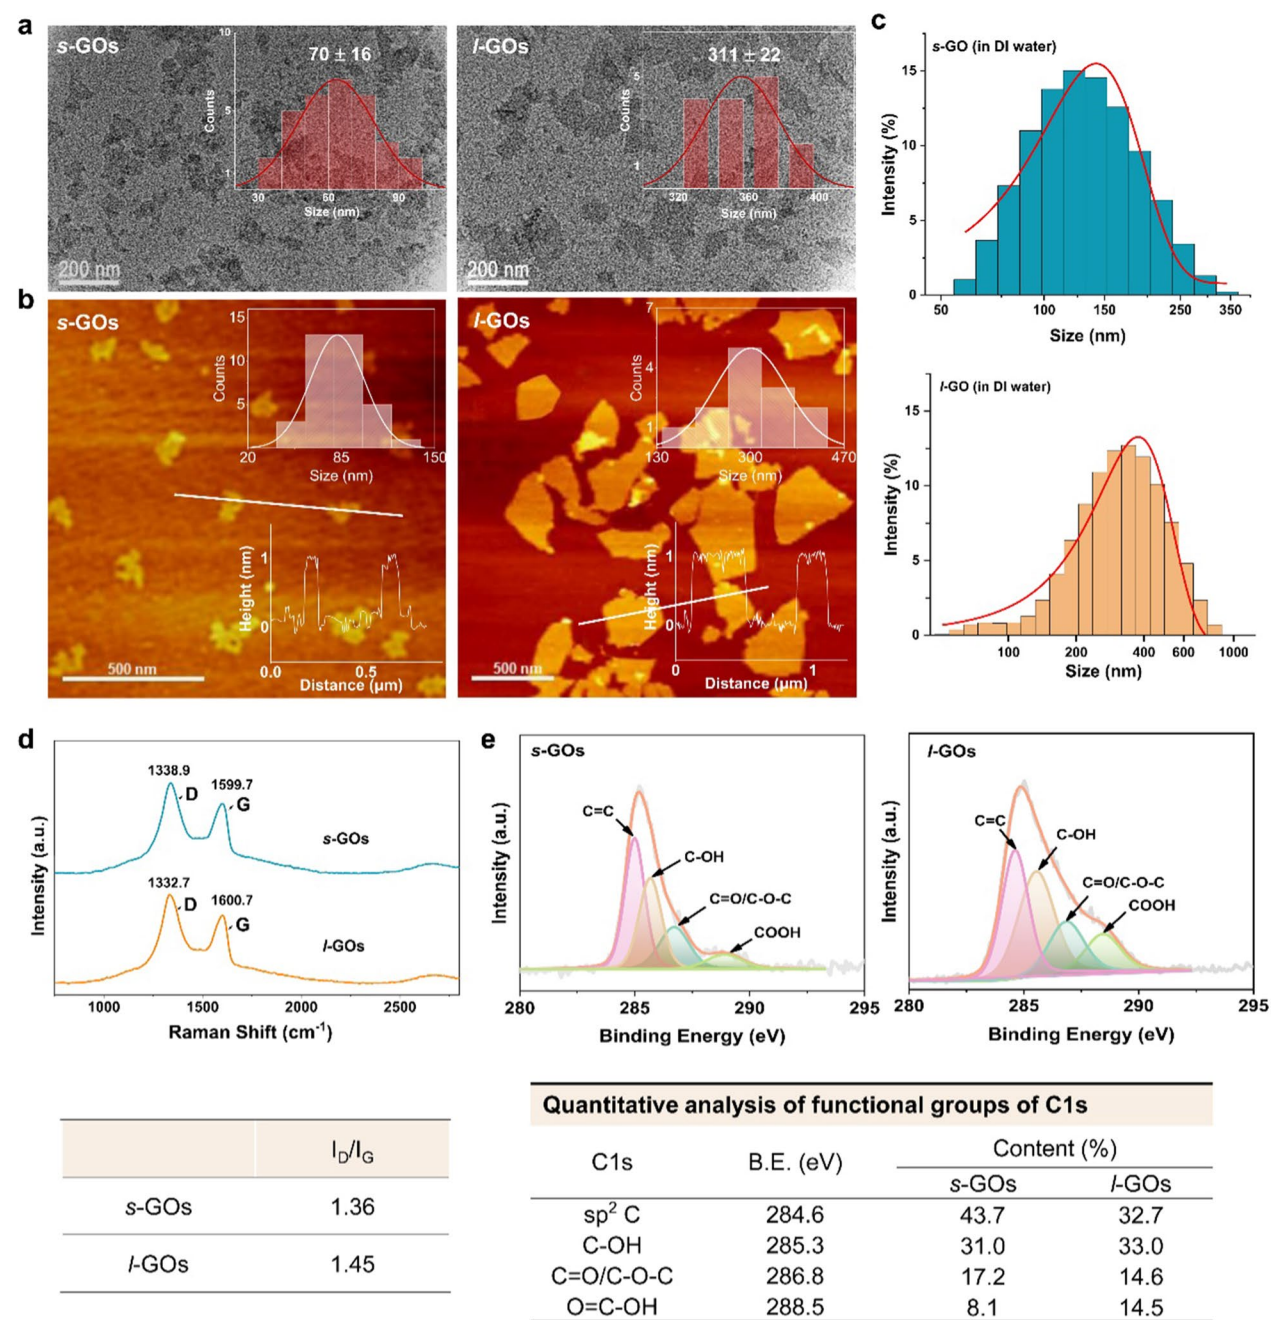 a
s-GOs
70 ± 16
10
5
1
Counts
30 60 90
Size (nm)
200 nm
l-GOs
311 ± 22
5
1
Counts
320 360 400
Size (nm)
200 nm
b
s-GOs
15
10
5
Counts
20 85 150
Size (nm)
Height (nm)
1
0
0.0 0.5
Distance (µm)
500 nm
l-GOs
7
4
1
Counts
130 300 470
Size (nm)
Height (nm)
1
0
0 1
Distance (µm)
500 nm
c
s-GO (in DI water)
15
10
5
0
Intensity (%)
50 100 150 250 350
Size (nm)
l-GO (in DI water)
15
10
5
0
Intensity (%)
100 200 400 600 1000
Size (nm)
d
1338.9
D
1599.7
G
s-GOs
1332.7
D
1600.7
G
l-GOs
Intensity (a.u.)
1000 1500 2000 2500
Raman Shift (cm-1)
e
s-GOs
C=C
C-OH
C=O/C-O-C
COOH
Intensity (a.u.)
280 285 290 295
Binding Energy (eV)
l-GOs
C=C
C-OH
C=O/C-O-C
COOH
Intensity (a.u.)
280 285 290 295
Binding Energy (eV)
ID/IG
s-GOs 1.36
l-GOs 1.45
Quantitative analysis of functional groups of C1s
C1s B.E. (eV) Content (%)
s-GOs l-GOs
sp2 C 284.6 43.7 32.7
C-OH 285.3 31.0 33.0
C=O/C-O-C 286.8 17.2 14.6
O=C-OH 288.5 8.1 14.5